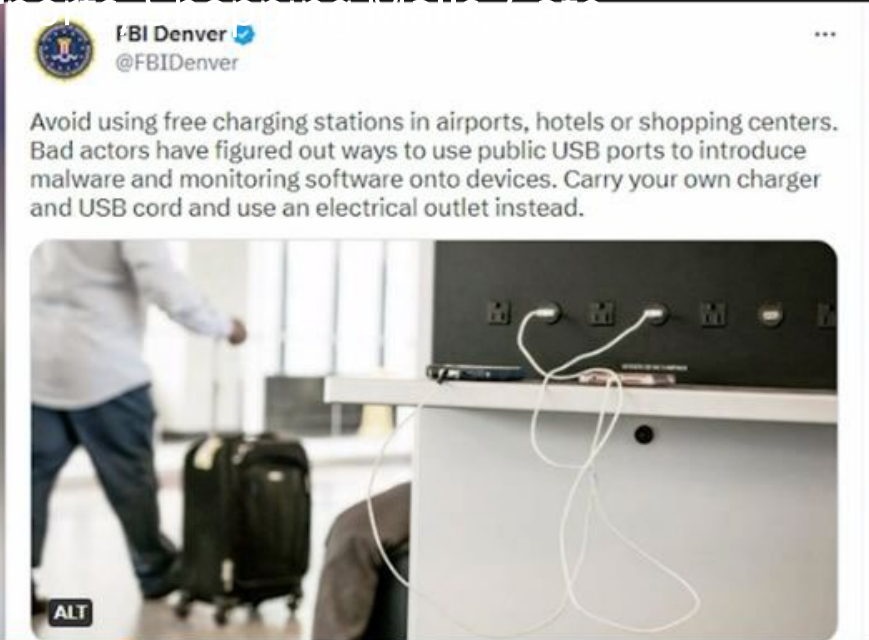 FBI Denver
@FBIDenver
Avoid using free charging stations in airports, hotels or shopping centers.
Bad actors have figured out ways to use public USB ports to introduce
malware and monitoring software onto devices. Carry your own charger
and USB cord and use an electrical outlet instead.
ALT